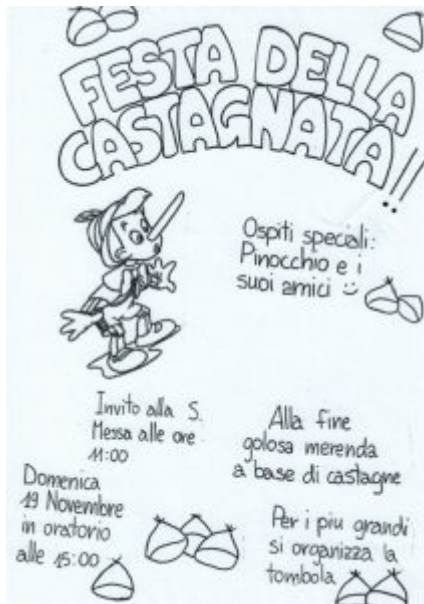 FESTA DELLA
CASTAGNATA!!
Ospiti speciali:
Pinocchio e i
suoi amici :)
Invito alla S.
Messa alle ore
11:00
Alla fine
golosa merenda
a base di castagne
Domenica
19 Novembre
in oratorio
alle 15:00
Per i piu grandi
si organizza la
tombola